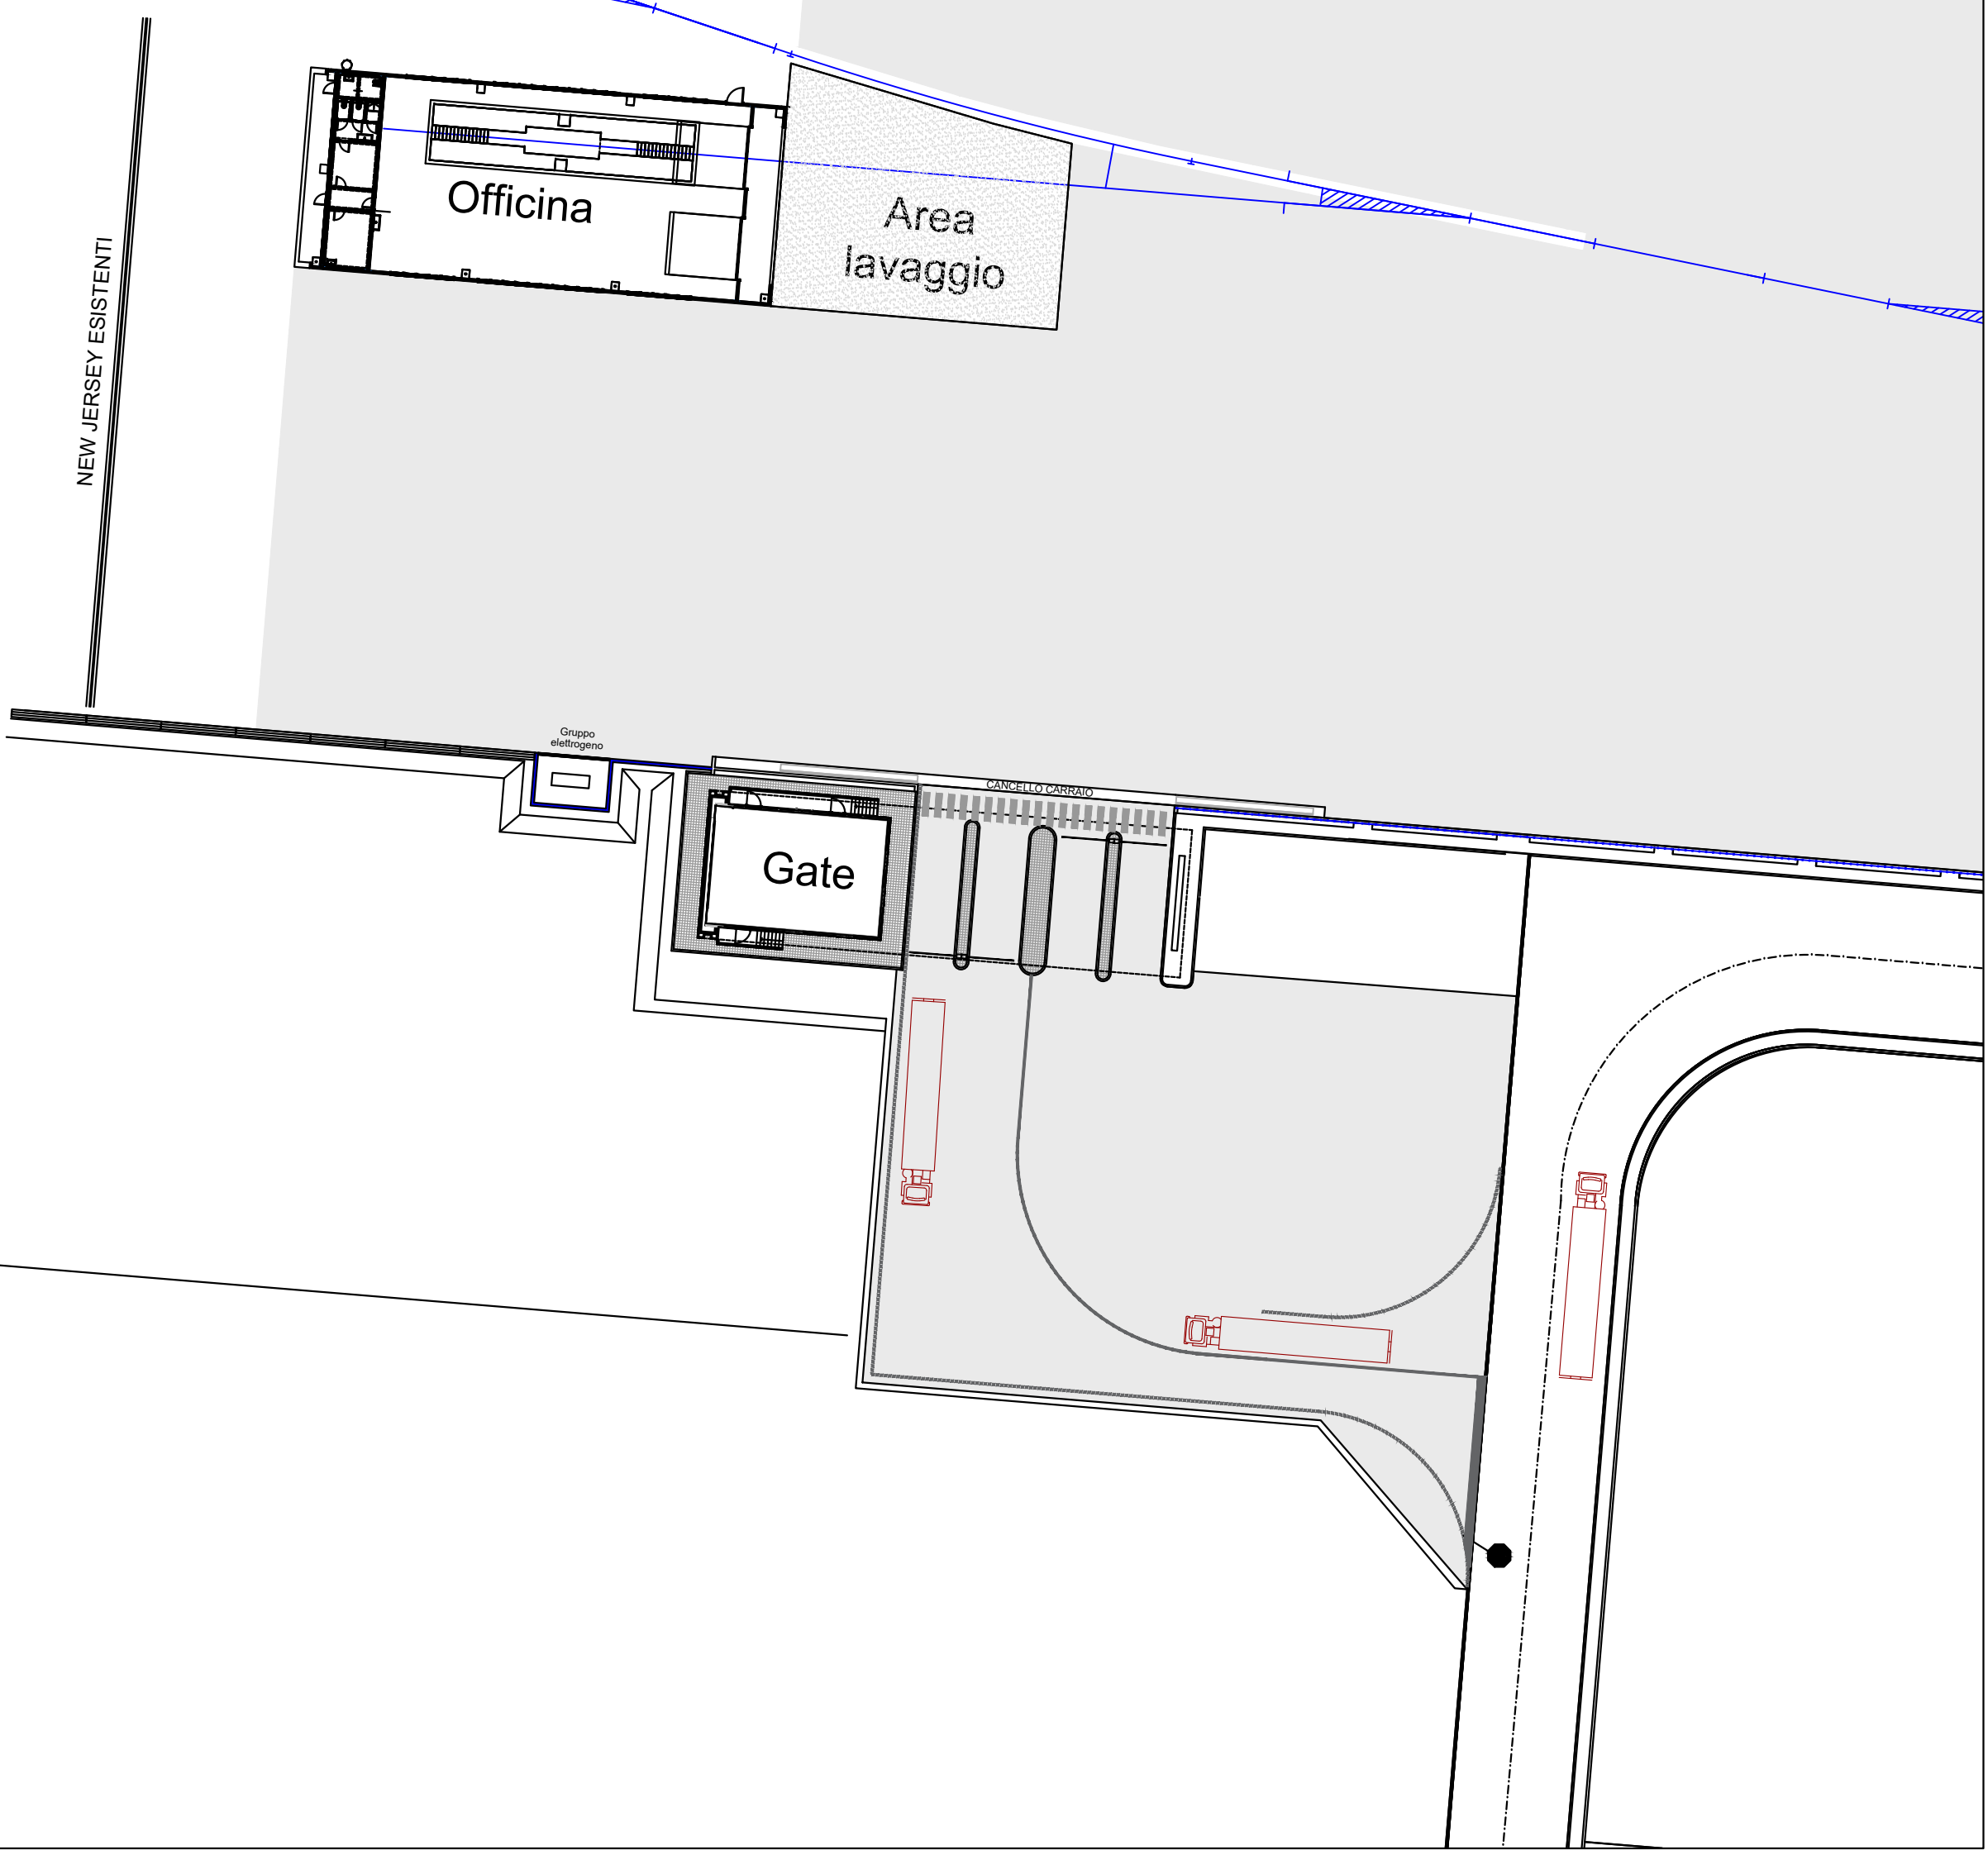 Officina
Area
lavaggio
NEW JERSEY ESISTENTI
Gruppo
elettrogeno
CANCELLO CARRAIO
Gate